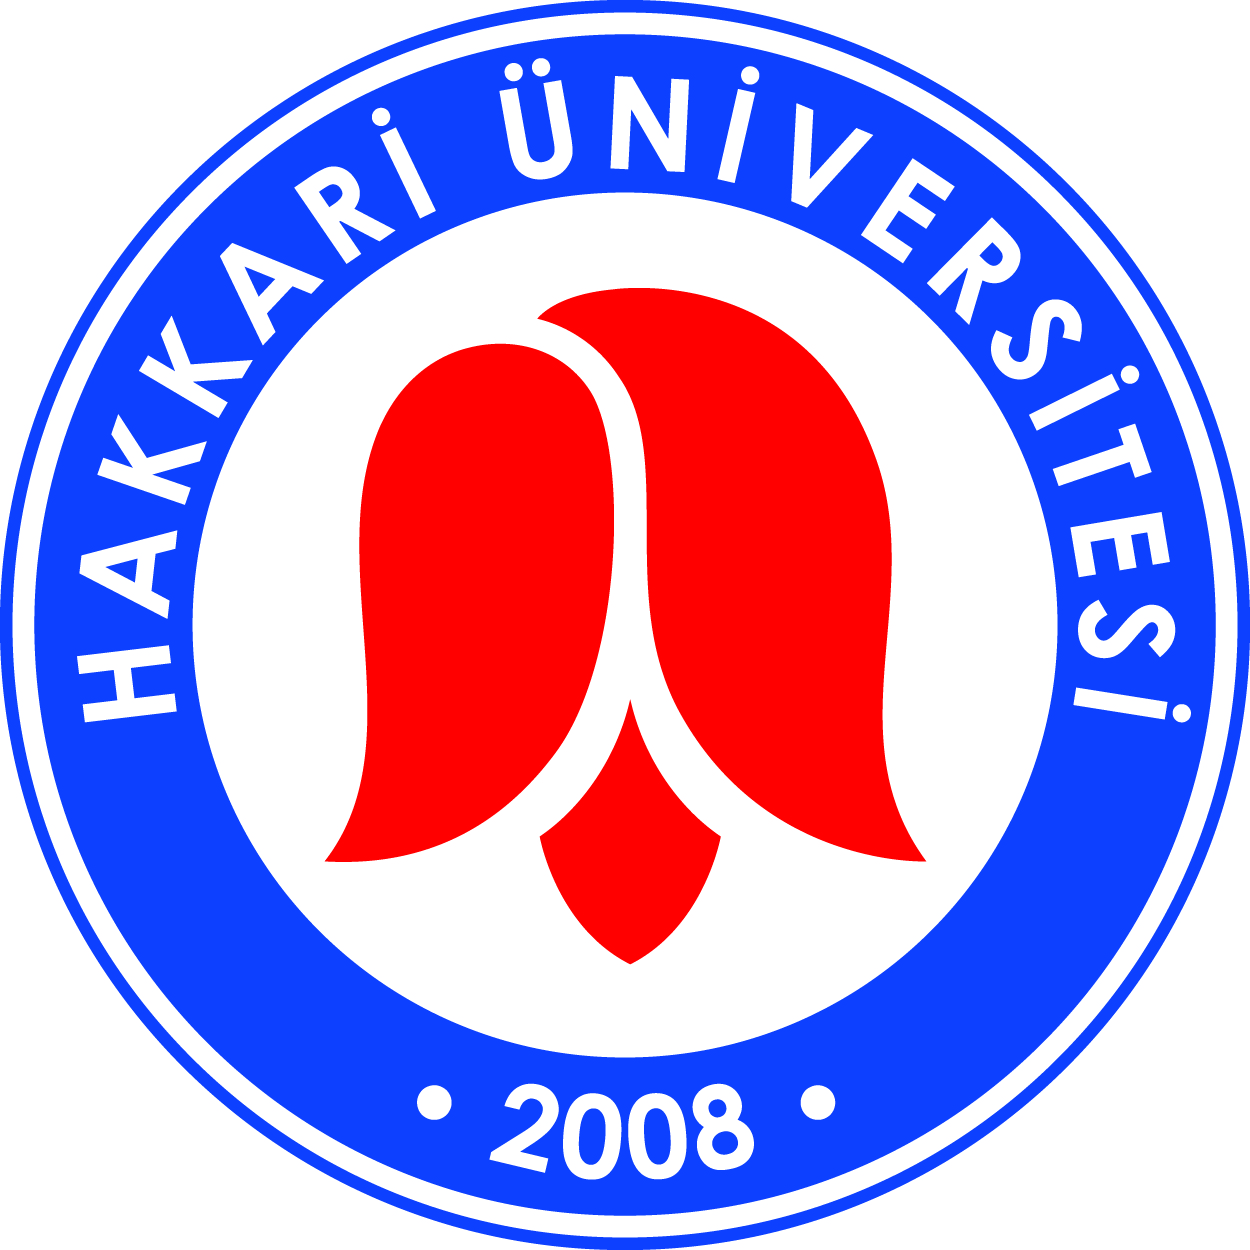 HAKKARİ ÜNİVERSİTESİ
• 2008 •